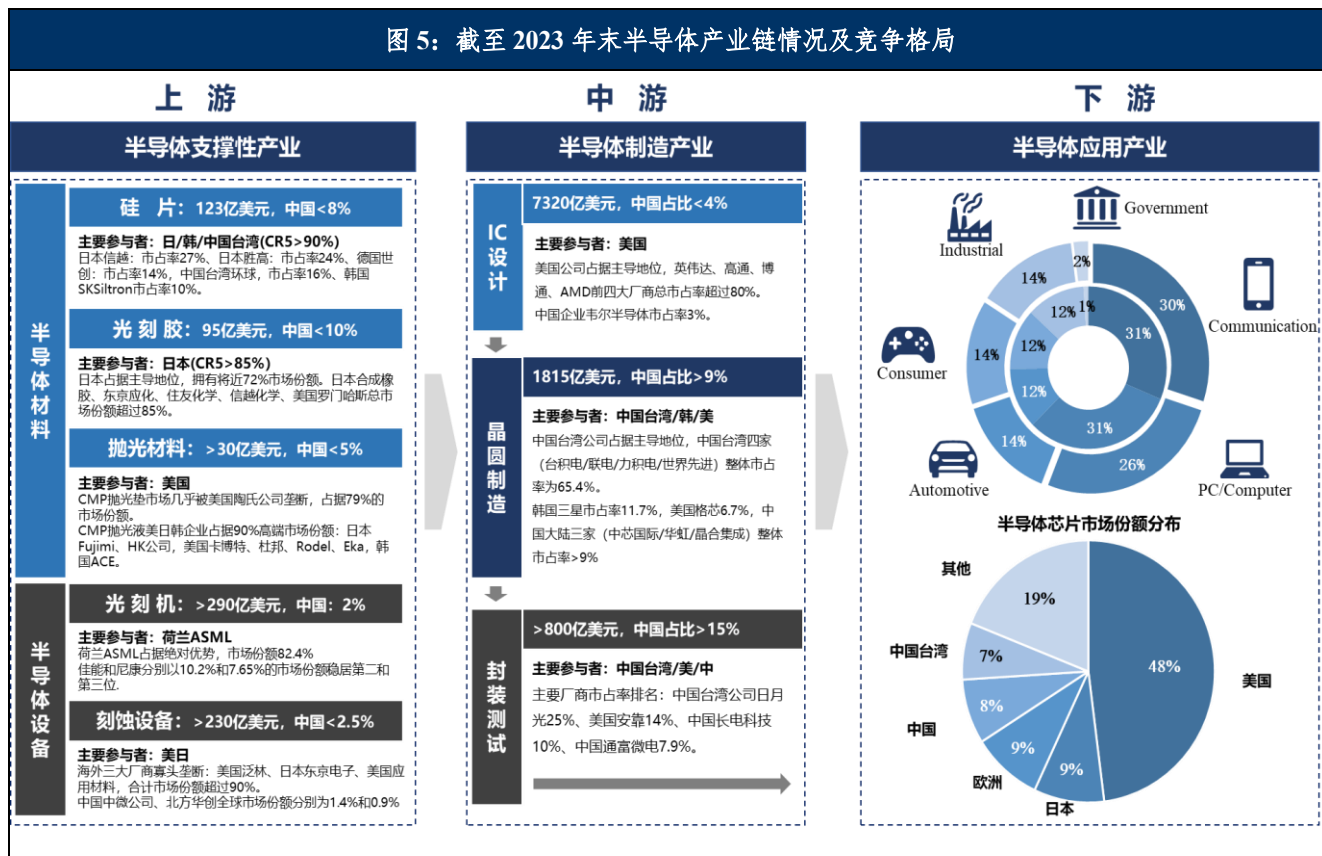 图 5：截至 2023 年末半导体产业链情况及竞争格局
上 游
半导体支撑性产业
半导体材料
硅 片：123亿美元，中国<8%
主要参与者：日/韩/中国台湾(CR5>90%)
日本信越：市占率27%、日本胜高：市占率24%、德国世
创：市占率14%，中国台湾环球，市占率16%、韩国
SKSiltron市占率10%。
光 刻 胶：95亿美元，中国<10%
主要参与者：日本(CR5>85%)
日本占据主导地位，拥有将近72%市场份额。日本合成橡
胶、东京应化、住友化学、信越化学、美国罗门哈斯总市
场份额超过85%。
抛光材料：>30亿美元，中国<5%
主要参与者：美国
CMP抛光垫市场几乎被美国陶氏公司垄断，占据79%的
市场份额。
CMP抛光液美日韩企业占据90%高端市场份额：日本
Fujimi、HK公司，美国卡博特、杜邦、Rodel、Eka，韩
国ACE。
半导体设备
光 刻 机：>290亿美元，中国：2%
主要参与者：荷兰ASML
荷兰ASML占据绝对优势，市场份额82.4%
佳能和尼康分别以10.2%和7.65%的市场份额稳居第二和
第三位.
刻蚀设备：>230亿美元，中国<2.5%
主要参与者：美日
海外三大厂商寡头垄断：美国泛林、日本东京电子、美国应
用材料，合计市场份额超过90%。
中国中微公司、北方华创全球市场份额分别为1.4%和0.9%
中 游
半导体制造产业
IC设计
7320亿美元，中国占比<4%
主要参与者：美国
美国公司占据主导地位，英伟达、高通、博
通、AMD前四大厂商总市占率超过80%。
中国企业韦尔半导体市占率3%。
晶圆制造
1815亿美元，中国占比>9%
主要参与者：中国台湾/韩/美
中国台湾公司占据主导地位，中国台湾四家
（台积电/联电/力积电/世界先进）整体市占
率为65.4%。
韩国三星市占率11.7%，美国格芯6.7%，中
国大陆三家（中芯国际/华虹/晶合集成）整体
市占率>9%
封装测试
>800亿美元，中国占比>15%
主要参与者：中国台湾/美/中
主要厂商市占率排名：中国台湾公司日月
光25%、美国安靠14%、中国长电科技
10%、中国通富微电7.9%。
下 游
半导体应用产业
Government
Industrial
Communication
Consumer
Automotive
PC/Computer
2%
14%
30%
12%
1%
31%
14%
12%
12%
31%
14%
26%
半导体芯片市场份额分布
其他
19%
中国台湾
7%
48%
美国
中国
8%
欧洲
9%
9%
日本